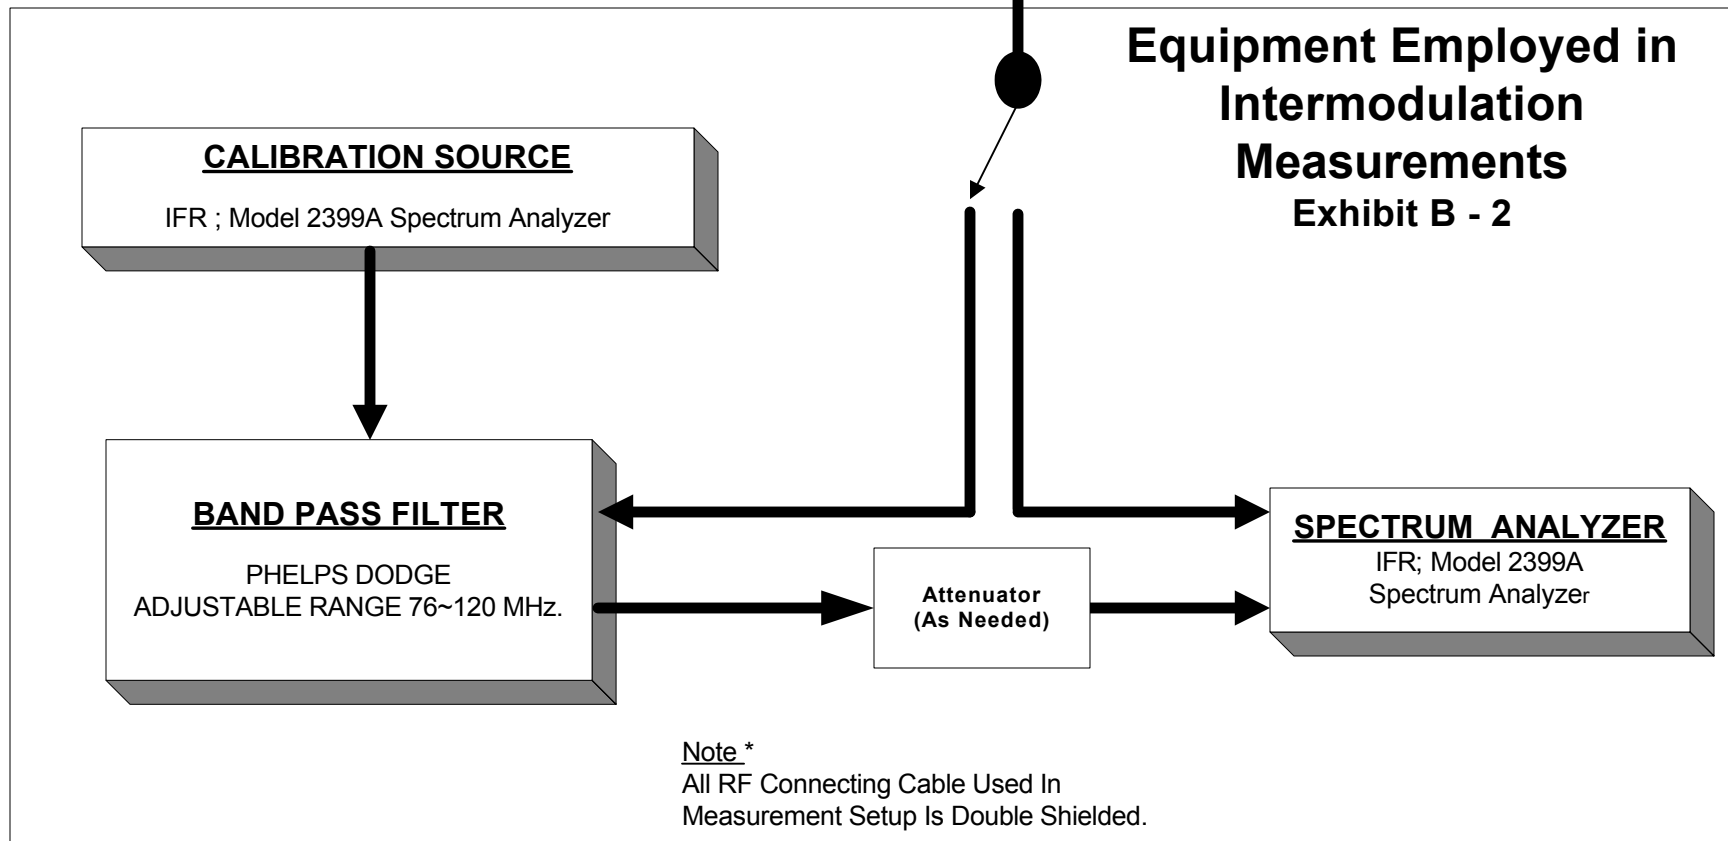 Equipment Employed in
Intermodulation
Measurements
Exhibit B - 2
CALIBRATION SOURCE
IFR ; Model 2399A Spectrum Analyzer
BAND PASS FILTER
PHELPS DODGE
ADJUSTABLE RANGE 76~120 MHz.
Attenuator
(As Needed)
SPECTRUM ANALYZER
IFR; Model 2399A
Spectrum Analyzer
Note *
All RF Connecting Cable Used In
Measurement Setup Is Double Shielded.